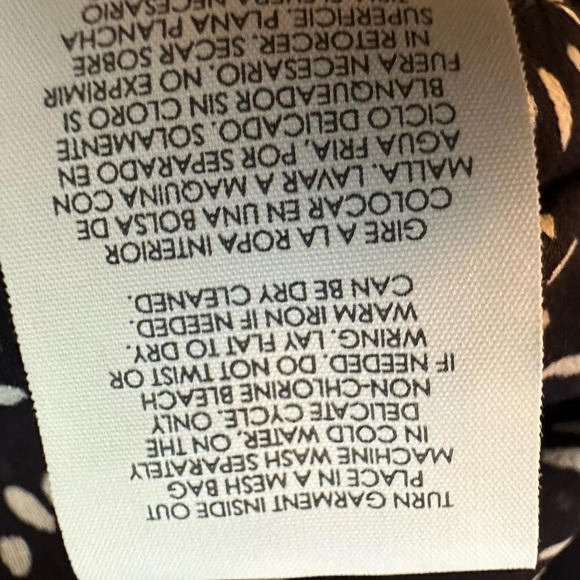 TURN GARMENT INSIDE OUT
PLACE IN A MESH BAG
MACHINE WASH SEPARATELY
IN COLD WATER, ON THE
DELICATE CYCLE. ONLY
NON-CHLORINE BLEACH
IF NEEDED. DO NOT TWIST OR
WRING. LAY FLAT TO DRY.
WARM IRON IF NEEDED.
CAN BE DRY CLEANED.
GIRE A LA ROPA INTERIOR
COLOCAR EN UNA BOLSA DE
MALLA. LAVAR A MAQUINA CON
AGUA FRIA, POR SEPARADO EN
CICLO DELICADO. SOLAMENTE
BLANQUEADOR SIN CLORO SI
FUERA NECESARIO. NO EXPRIMIR
NI RETORCER. SECAR SOBRE
SUPERFICIE. PLANA PLANCHA
NECESARIO